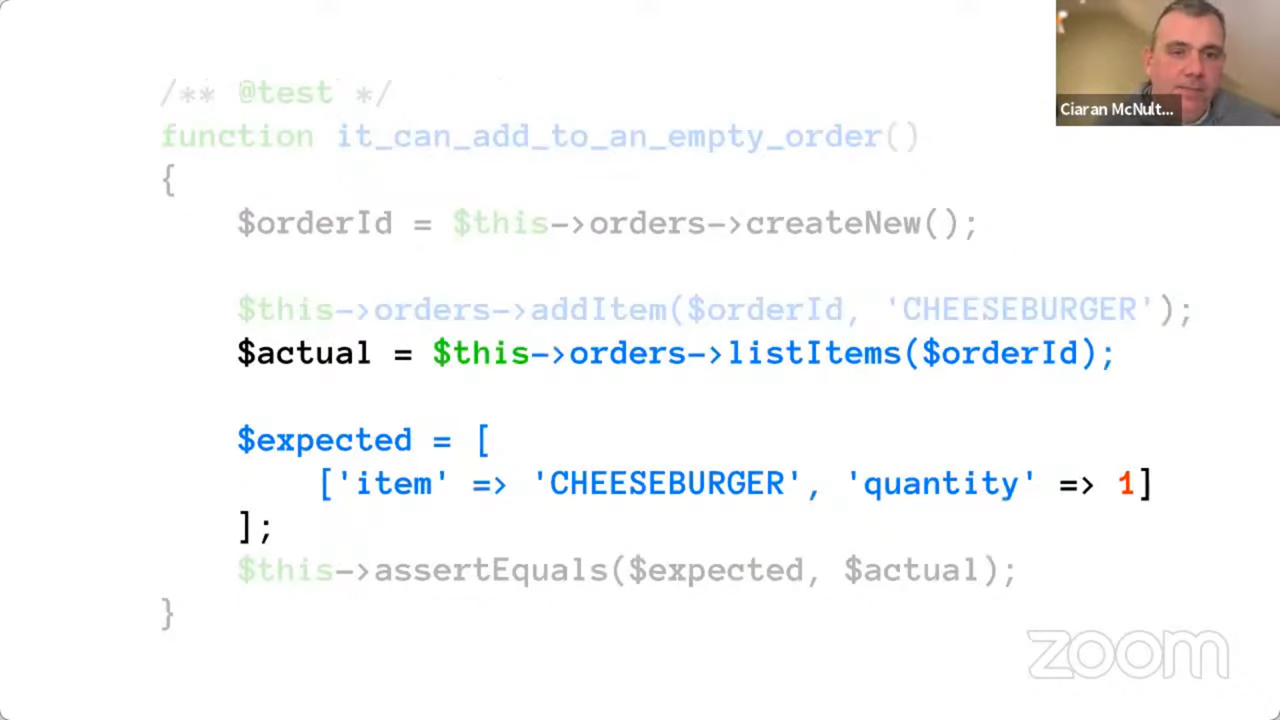 /** @test */
function it_can_add_to_an_empty_order()
{
    $orderId = $this->orders->createNew();
    $this->orders->addItem($orderId, 'CHEESEBURGER');
    $actual = $this->orders->listItems($orderId);
    $expected = [
        ['item' => 'CHEESEBURGER', 'quantity' => 1]
    ];
    $this->assertEquals($expected, $actual);
}
Ciaran McNult...
zoom